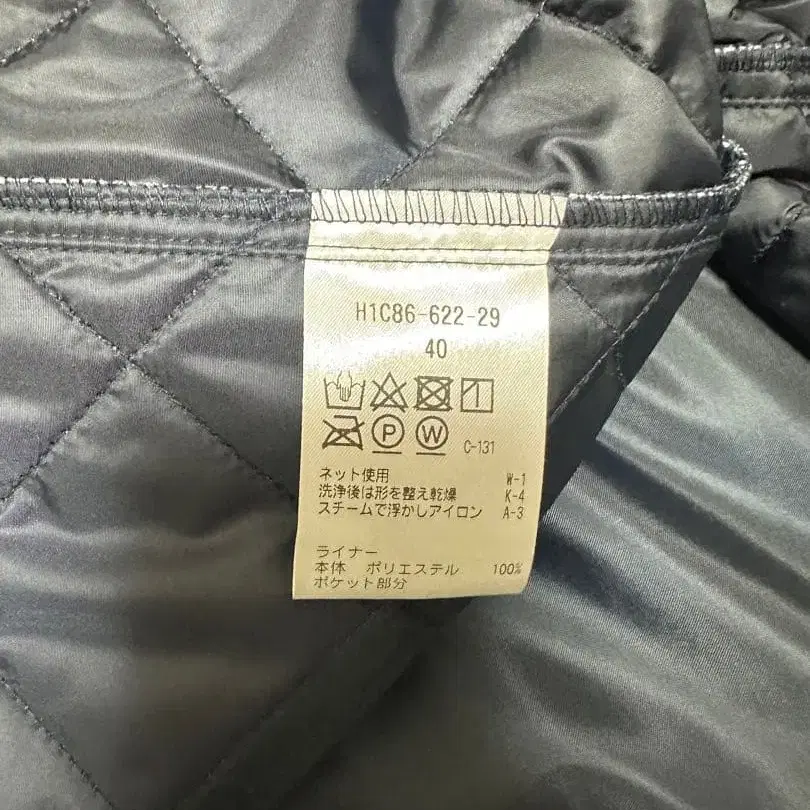 H1C86-622-29
40
P W C-131
ネット使用 W-1
洗浄後は形を整え乾燥 K-4
スチームで浮かしアイロン A-3
ライナー
本体 ポリエステル 100%
ポケット部分